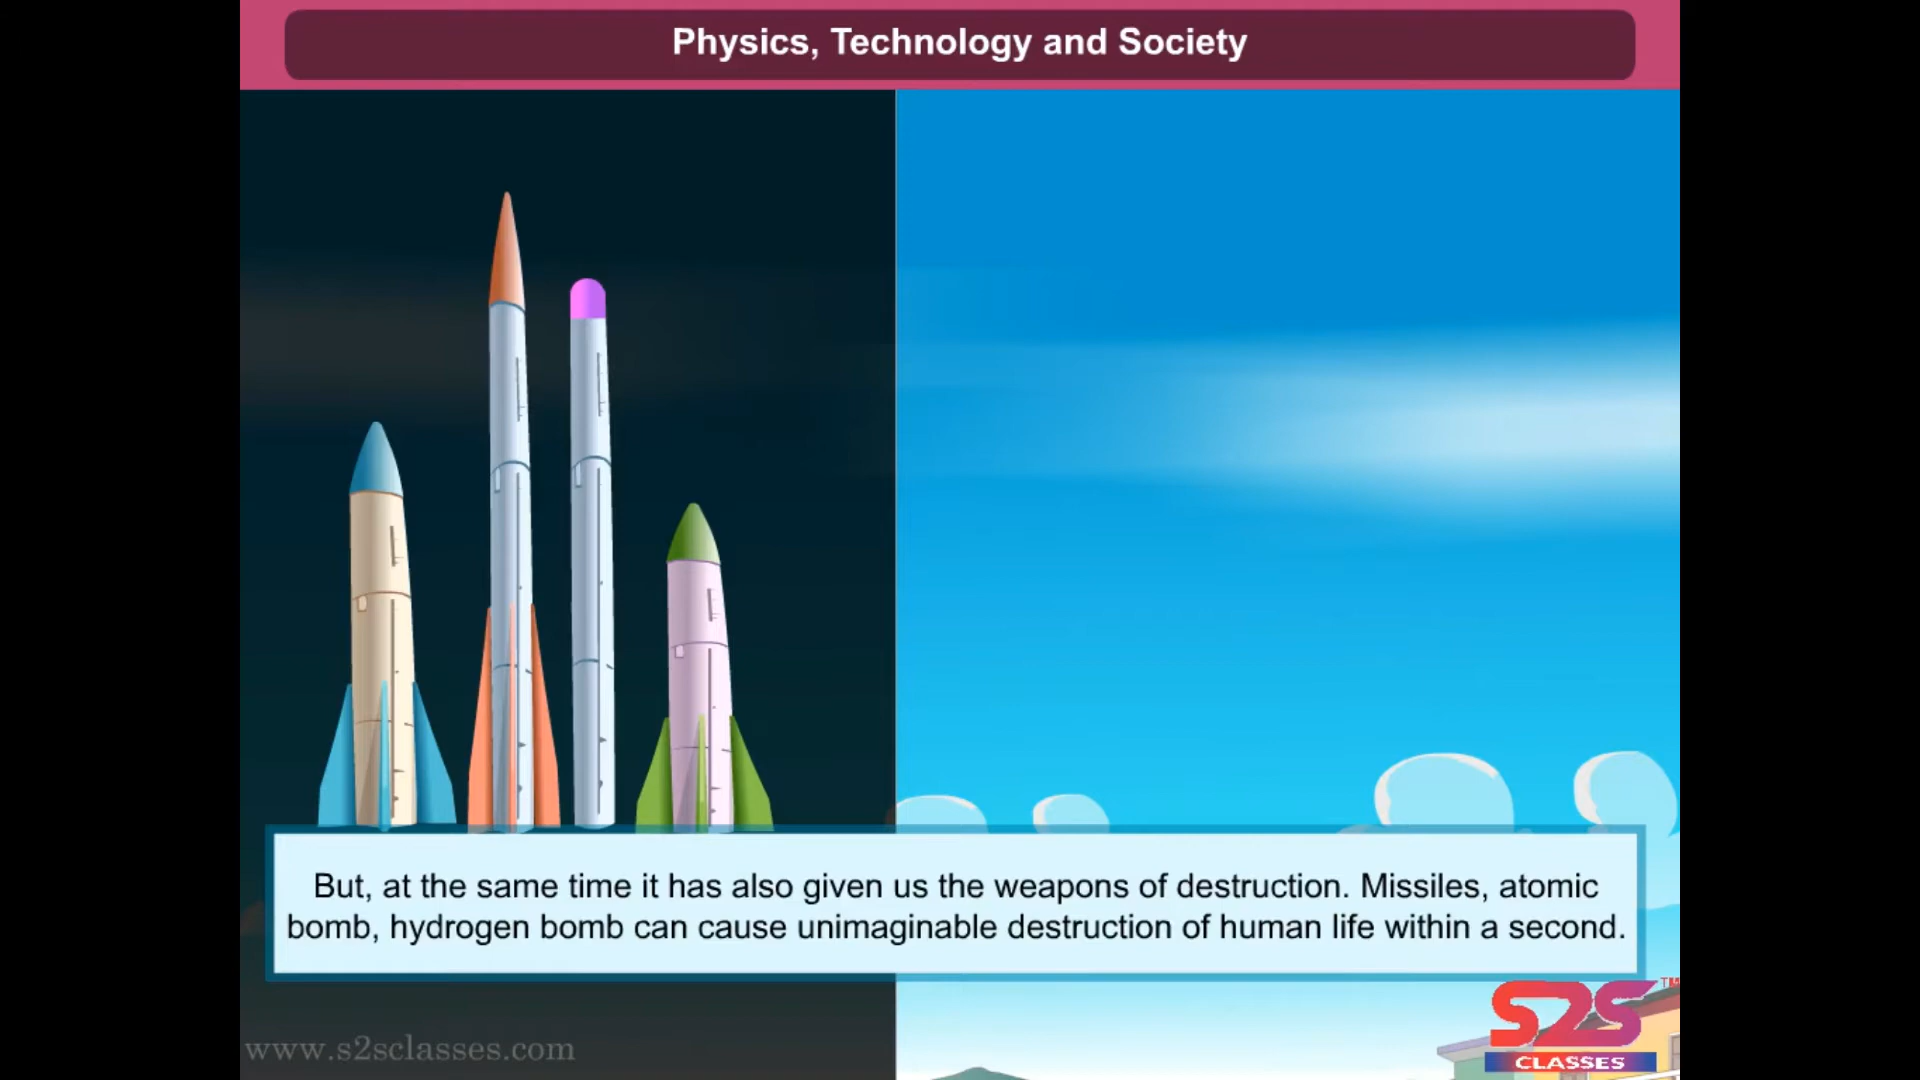 Physics, Technology and Society
But, at the same time it has also given us the weapons of destruction. Missiles, atomic
bomb, hydrogen bomb can cause unimaginable destruction of human life within a second.
S2S TM
CLASSES
www.s2sclasses.com